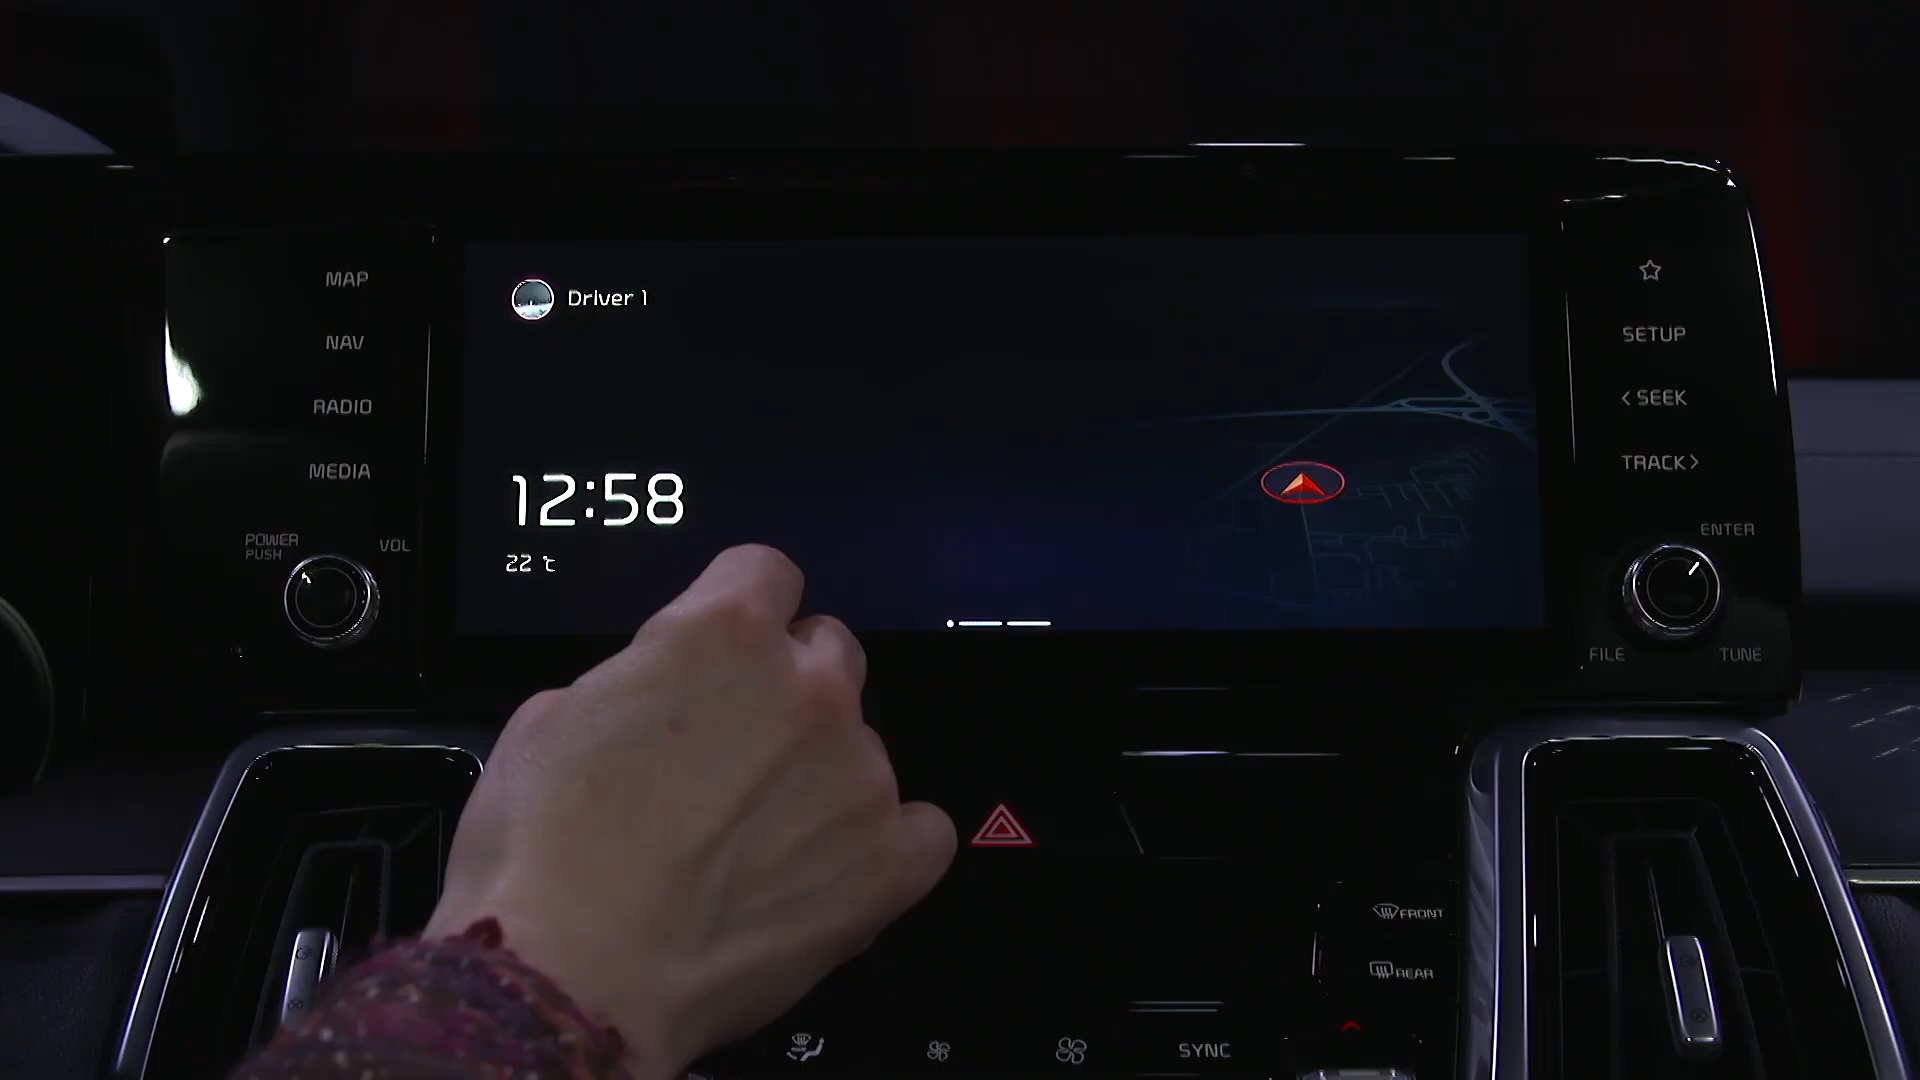 MAP
NAV
RADIO
MEDIA
POWER
PUSH
VOL
Driver 1
12:58
22 ℃
SETUP
< SEEK
TRACK >
ENTER
FILE
TUNE
FRONT
REAR
SYNC